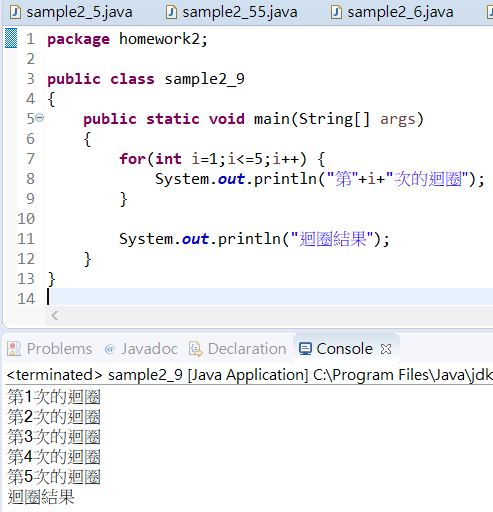 sample2_5.java sample2_55.java sample2_6.java
1 package homework2;
2
3 public class sample2_9
4 {
5 public static void main(String[] args)
6 {
7 for(int i=1;i<=5;i++) {
8 System.out.println("第"+i+"次的迴圈");
9 }
10
11 System.out.println("迴圈結果");
12 }
13 }
14
Problems @ Javadoc Declaration Console
<terminated> sample2_9 [Java Application] C:\Program Files\Java\jdk
第1次的迴圈
第2次的迴圈
第3次的迴圈
第4次的迴圈
第5次的迴圈
迴圈結果